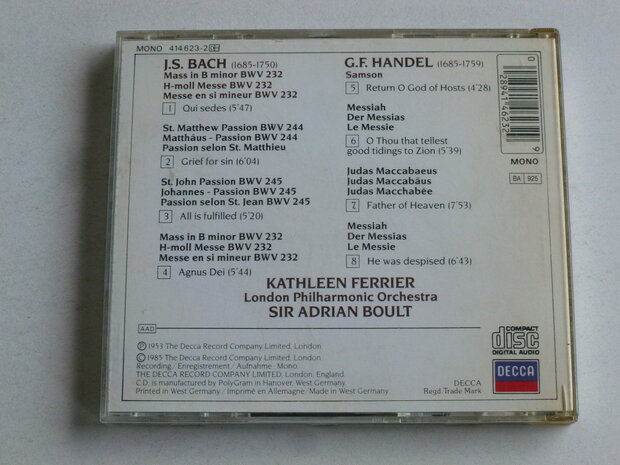 MONO 414 623-2 DH
J.S. BACH (1685-1750)
Mass in B minor BWV 232
H-moll Messe BWV 232
Messe en si mineur BWV 232
1 Qui sedes (5'47)
St. Matthew Passion BWV 244
Matthäus - Passion BWV 244
Passion selon St. Matthieu
2 Grief for sin (6'04)
St. John Passion BWV 245
Johannes - Passion BWV 245
Passion selon St. Jean BWV 245
3 All is fulfilled (5'20)
Mass in B minor BWV 232
H-moll Messe BWV 232
Messe en si mineur BWV 232
4 Agnus Dei (5'44)
G.F. HANDEL (1685-1759)
Samson
5 Return O God of Hosts (4'28)
Messiah
Der Messias
Le Messie
6 O Thou that tellest
good tidings to Zion (5'39)
Judas Maccabaeus
Judas Maccabäus
Judas Macchabée
7 Father of Heaven (7'53)
Messiah
Der Messias
Le Messie
8 He was despised (6'43)
0 28941 46232 9
MONO
BA 925
KATHLEEN FERRIER
London Philharmonic Orchestra
SIR ADRIAN BOULT
AAD
Ⓟ 1953 The Decca Record Company Limited, London
© 1985 The Decca Record Company Limited, London.
Recording/Enregistrement/Aufnahme: Mono.
THE DECCA RECORD COMPANY LIMITED, London, England.
C.D. is manufactured by PolyGram in Hanover, West Germany.
Printed in West Germany/Imprimé en Allemagne/Made in West Germany
DECCA
Regd. Trade Mark
COMPACT
disc
DIGITAL AUDIO
DECCA